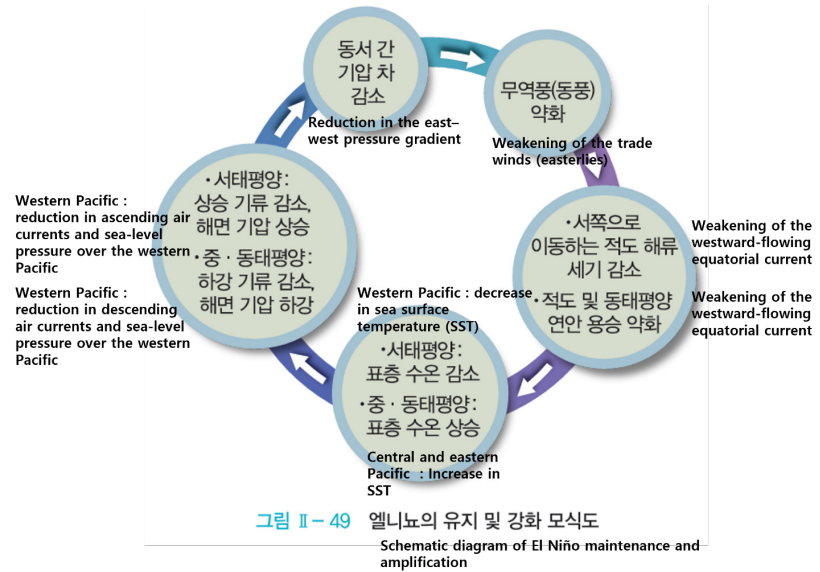 동서 간
기압 차
감소
Reduction in the east–
west pressure gradient
무역풍(동풍)
약화
Weakening of the trade
winds (easterlies)
• 서쪽으로
이동하는 적도 해류
세기 감소
• 적도 및 동태평양
연안 용승 약화
Weakening of the
westward-flowing
equatorial current
Weakening of the
westward-flowing
equatorial current
Western Pacific : decrease
in sea surface
temperature (SST)
• 서태평양:
표층 수온 감소
• 중 · 동태평양:
표층 수온 상승
Central and eastern
Pacific : Increase in
SST
• 서태평양:
상승 기류 감소,
해면 기압 상승
• 중 · 동태평양:
하강 기류 감소,
해면 기압 하강
Western Pacific :
reduction in ascending air
currents and sea-level
pressure over the western
Pacific
Western Pacific :
reduction in descending
air currents and sea-level
pressure over the western
Pacific
그림 Ⅱ-49 엘니뇨의 유지 및 강화 모식도
Schematic diagram of El Niño maintenance and
amplification